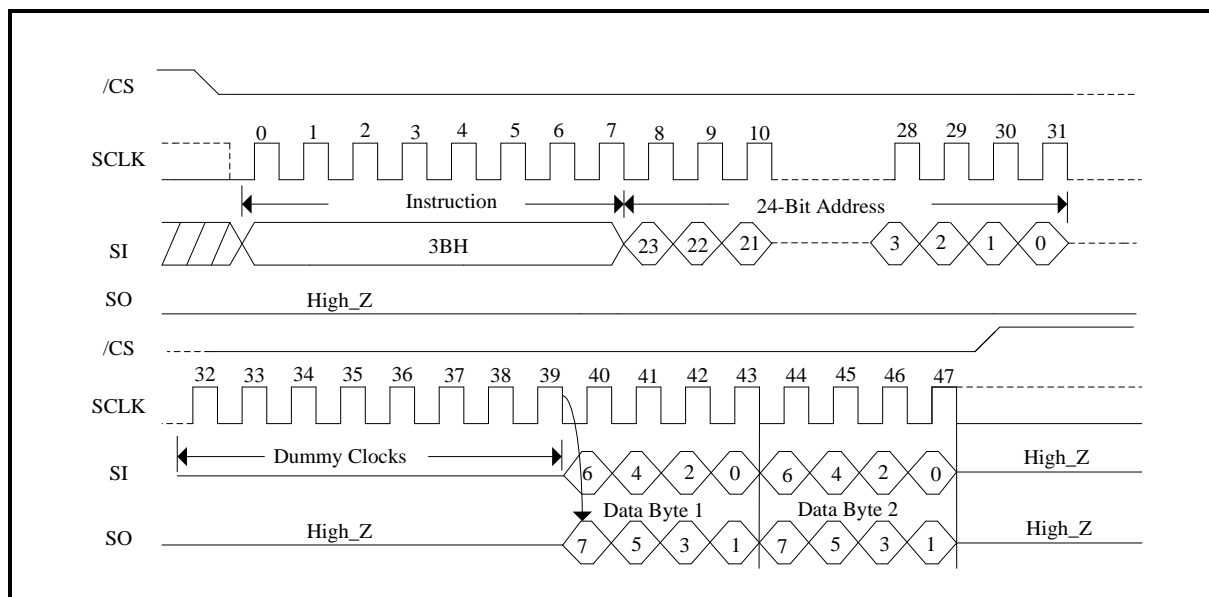 /CS
0 1 2 3 4 5 6 7 8 9 10 28 29 30 31
SCLK
Instruction 24-Bit Address
SI 3BH 23 22 21 3 2 1 0
SO High_Z
/CS
32 33 34 35 36 37 38 39 40 41 42 43 44 45 46 47
SCLK
Dummy Clocks
SI 6 4 2 0 6 4 2 0 High_Z
Data Byte 1 Data Byte 2
SO High_Z 7 5 3 1 7 5 3 1 High_Z